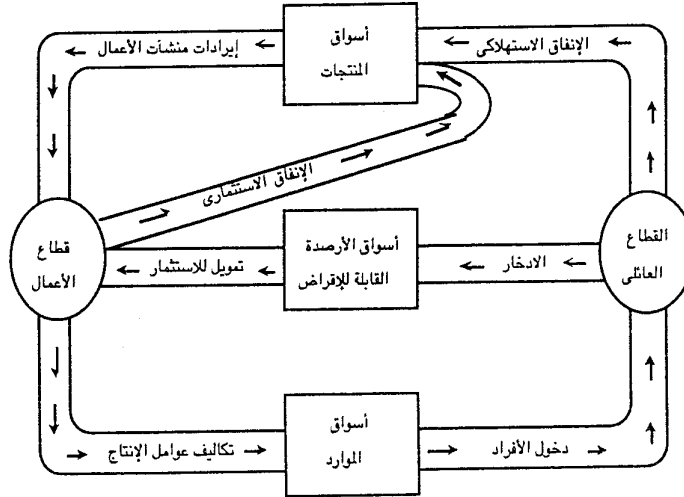 أسواق
المنتجات
الإنفاق الاستهلاكى
إيرادات منشآت الأعمال
الإنفاق الاستثمارى
القطاع
العائلى
الادخار
أسواق الأرصدة
القابلة للإقراض
تمويل للاستثمار
قطاع
الأعمال
أسواق
الموارد
دخول الأفراد
تكاليف عوامل الإنتاج